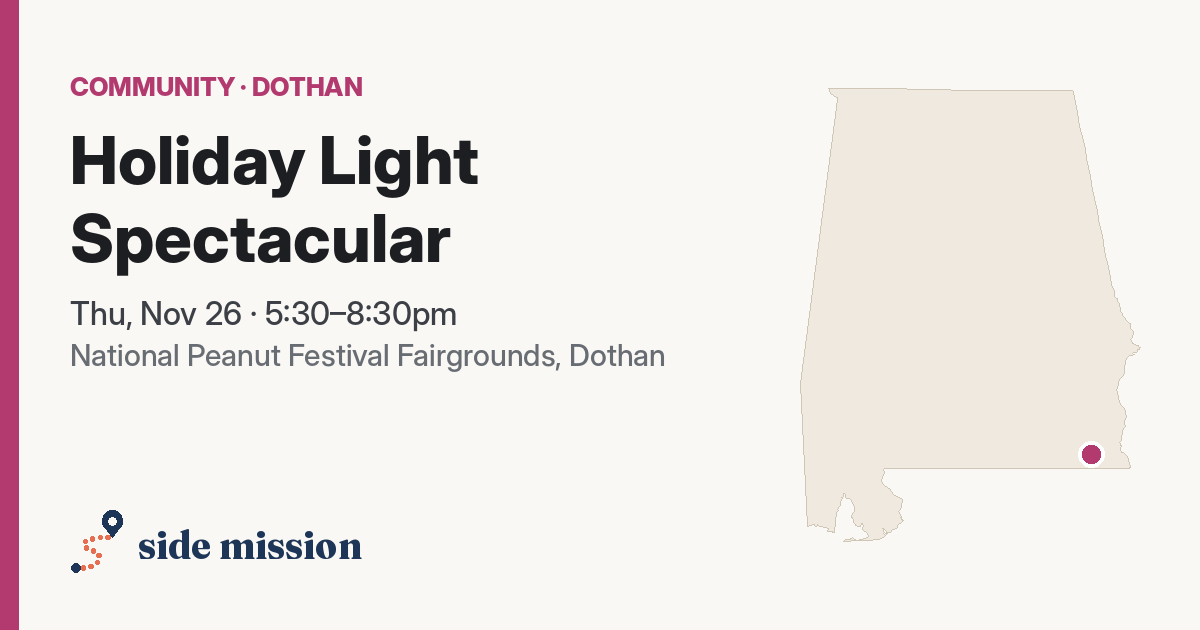 COMMUNITY · DOTHAN
Holiday Light
Spectacular
Thu, Nov 26 · 5:30–8:30pm
National Peanut Festival Fairgrounds, Dothan
side mission